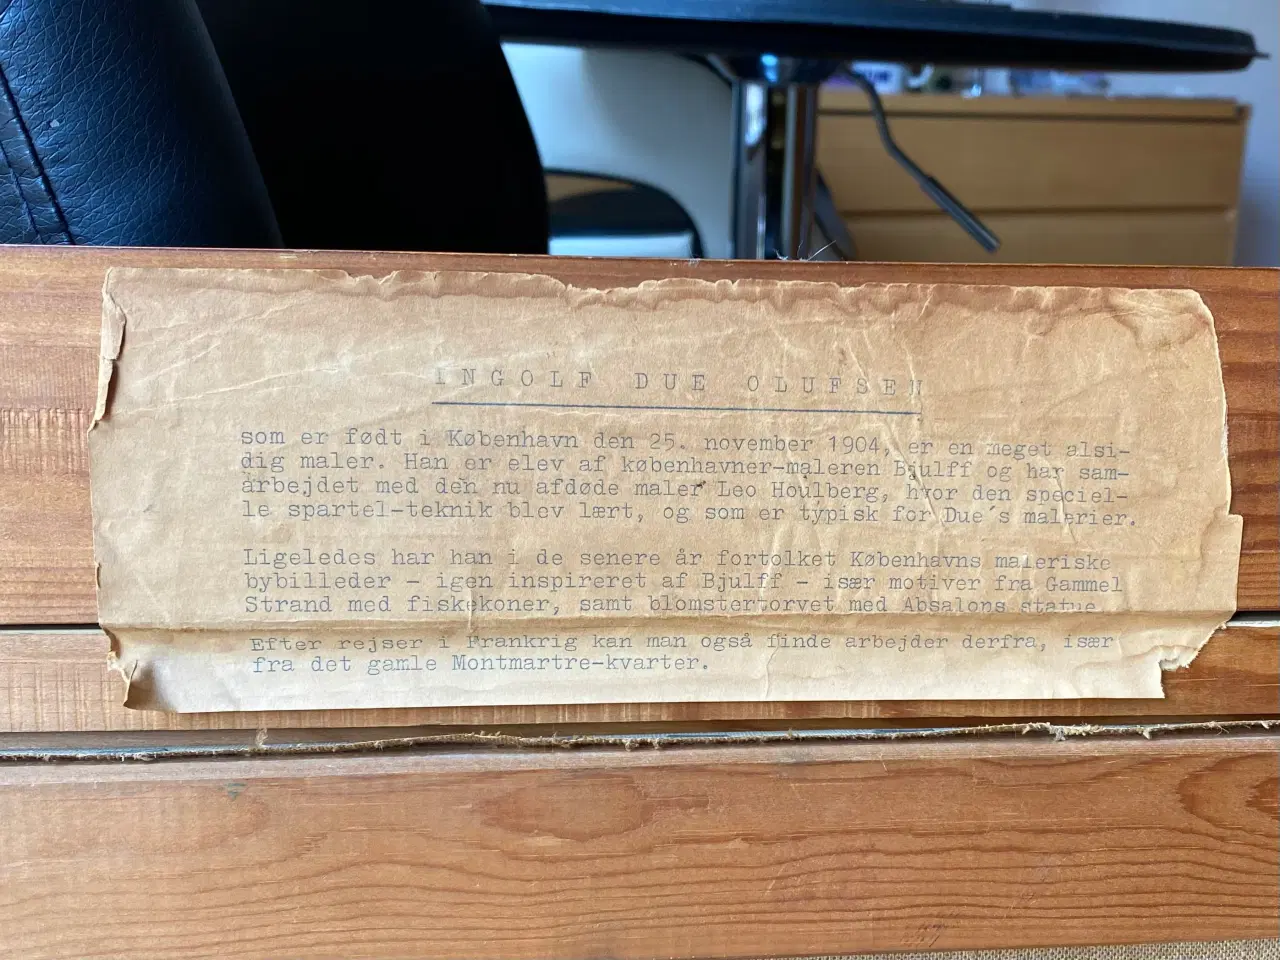 INGOLF DUE OLUFSEN
som er født i København den 25. november 1904, er en meget alsi-
dig maler. Han er elev af københavner-maleren Bjulff og har sam-
arbejdet med den nu afdøde maler Leo Houlberg, hvor den speciel-
le spartel-teknik blev lært, og som er typisk for Due's malerier.
Ligeledes har han i de senere år fortolket Københavns maleriske
bybilleder - igen inspireret af Bjulff - især motiver fra Gammel
Strand med fiskekoner, samt blomstertorvet med Absalons statue
Efter rejser i Frankrig kan man også finde arbejder derfra, især
fra det gamle Montmartre-kvarter.